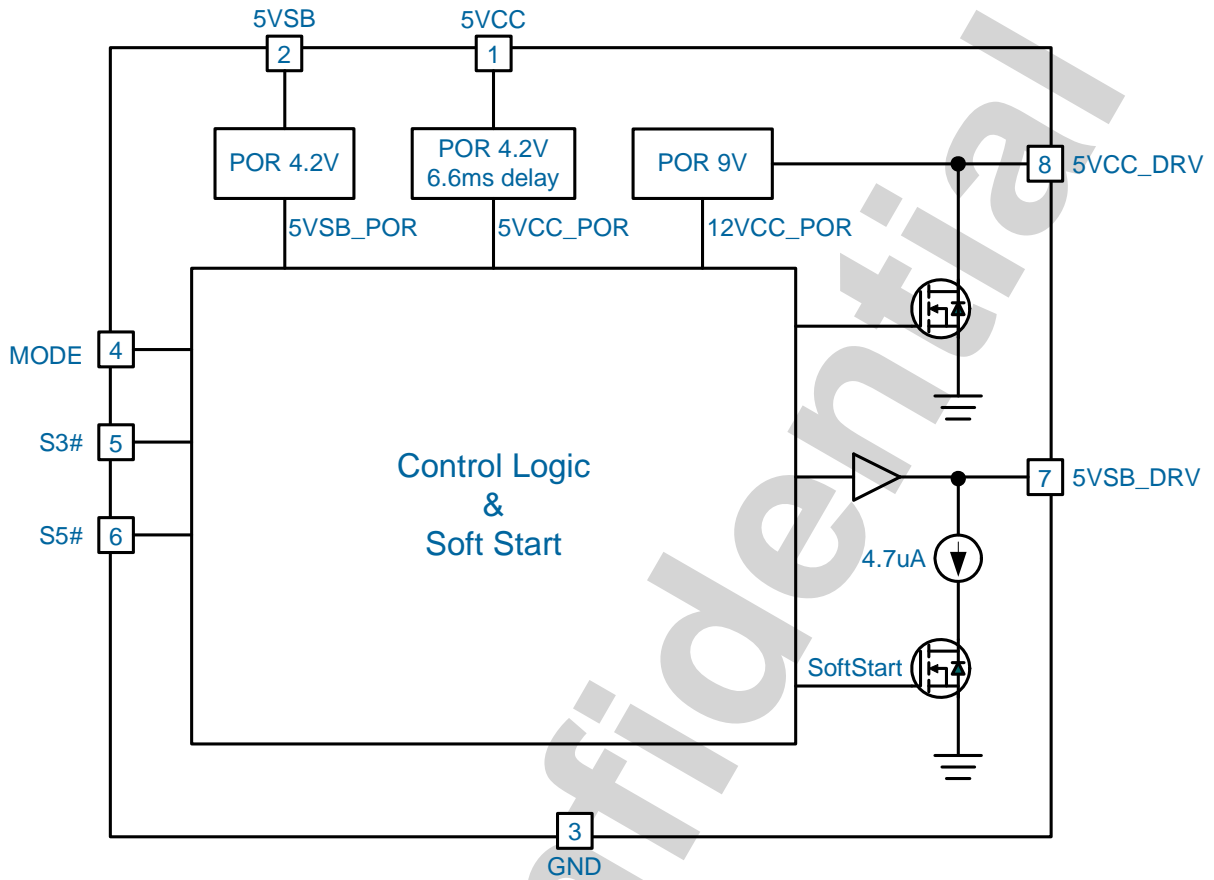 5VSB
5VCC
2
1
POR 4.2V
POR 4.2V
6.6ms delay
POR 9V
8
5VCC_DRV
5VSB_POR
5VCC_POR
12VCC_POR
MODE
4
S3#
5
S5#
6
Control Logic
&
Soft Start
7
5VSB_DRV
4.7uA
SoftStart
3
GND
fidential